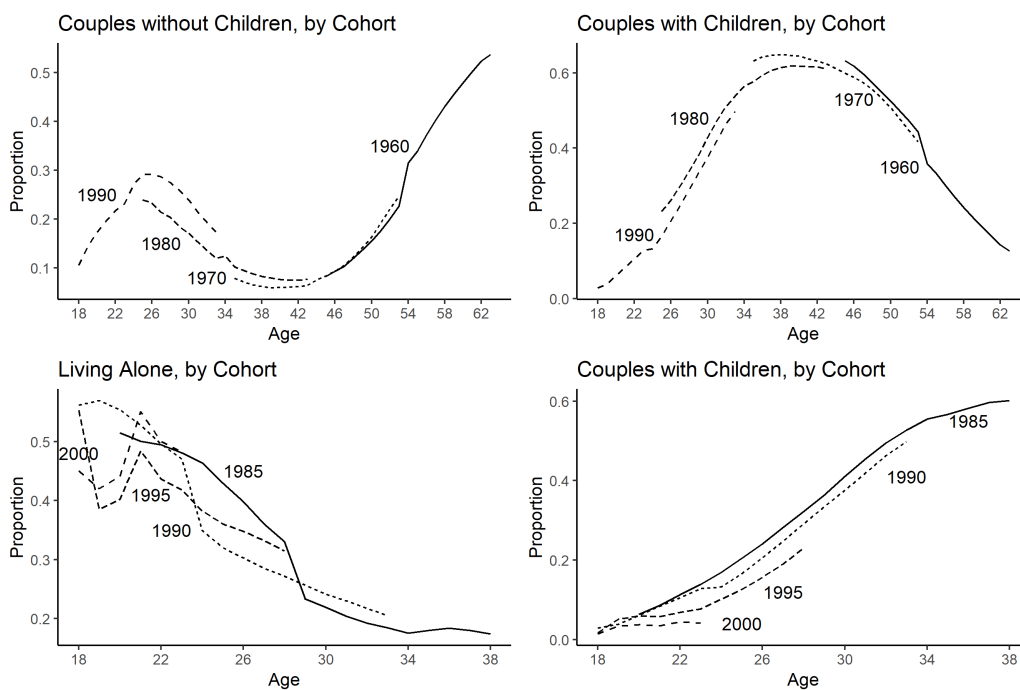 Couples without Children, by Cohort
Proportion
0.5
0.4
0.3
0.2
0.1
1960
1990
1980
1970
18 22 26 30 34 38 42 46 50 54 58 62
Age
Couples with Children, by Cohort
Proportion
0.6
0.4
0.2
0.0
1980
1970
1960
1990
18 22 26 30 34 38 42 46 50 54 58 62
Age
Living Alone, by Cohort
Proportion
0.5
0.4
0.3
0.2
2000
1985
1995
1990
18 22 26 30 34 38
Age
Couples with Children, by Cohort
Proportion
0.6
0.4
0.2
0.0
1985
1990
1995
2000
18 22 26 30 34 38
Age